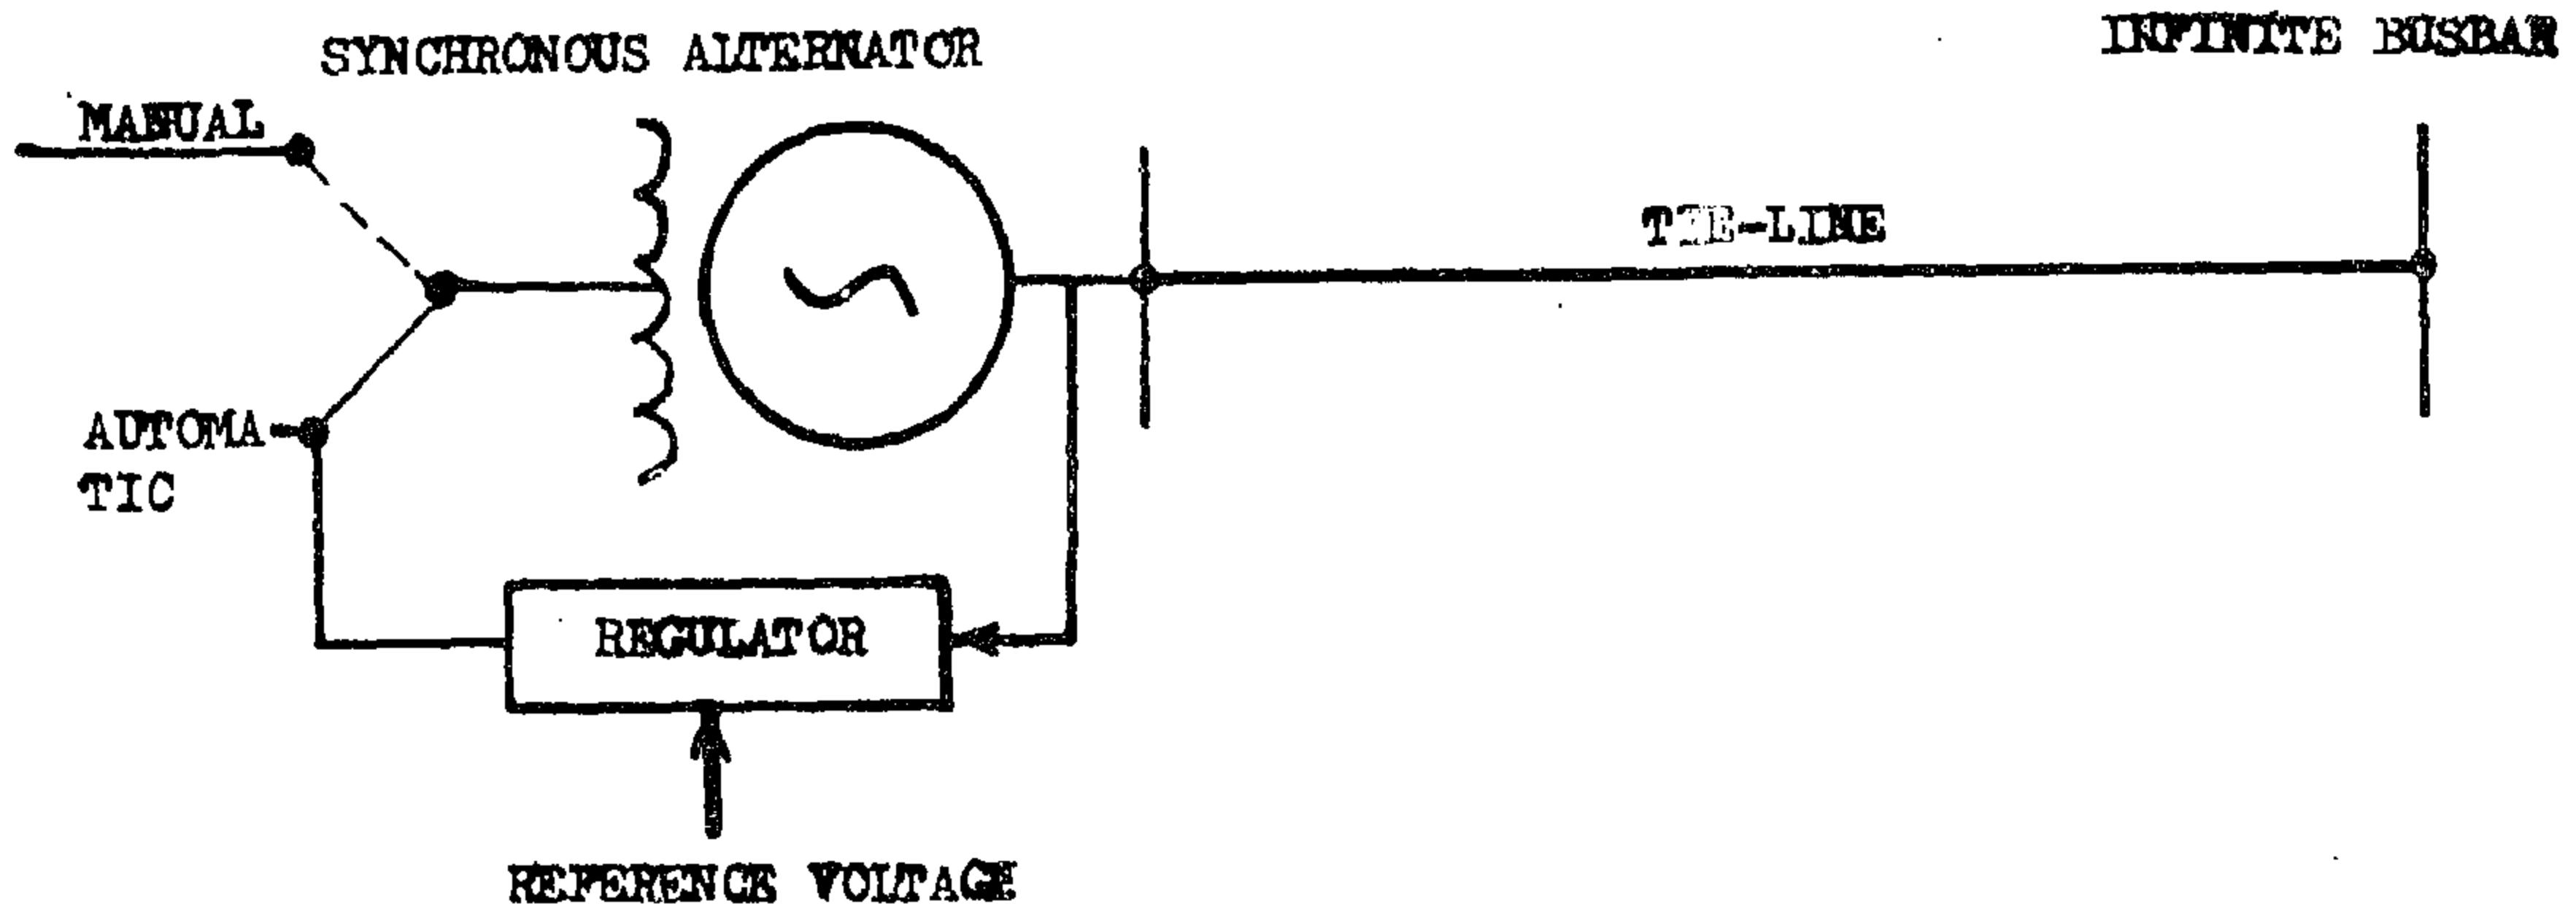 SYNCHRONOUS ALTERNATOR
INFINITE BUSBAR
MANUAL
TIE-LINE
AUTOMA
TIC
REGULATOR
REFERENCE VOLTAGE